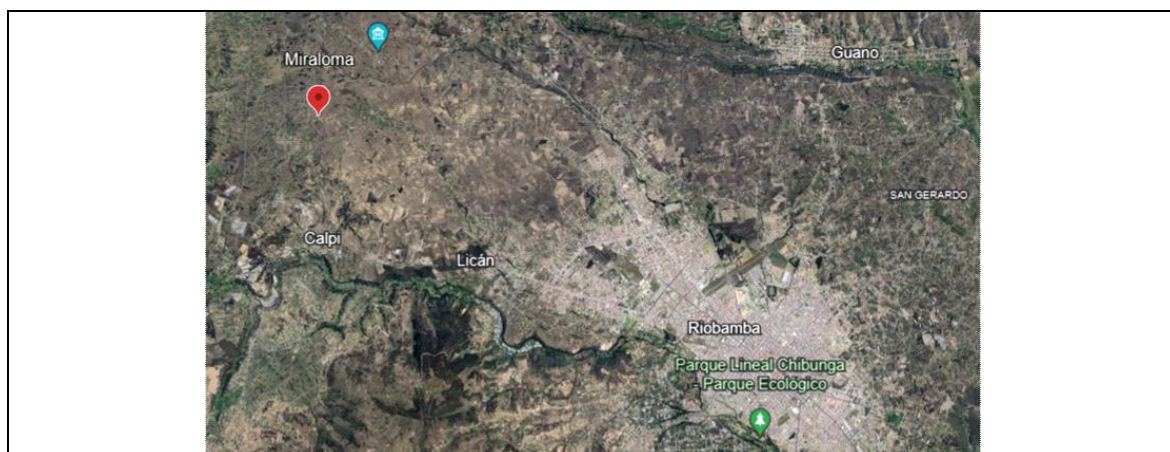 Guano
Miraloma
SAN GERARDO
Calpi
Licán
Riobamba
Parque Lineal Chibunga
- Parque Ecológico